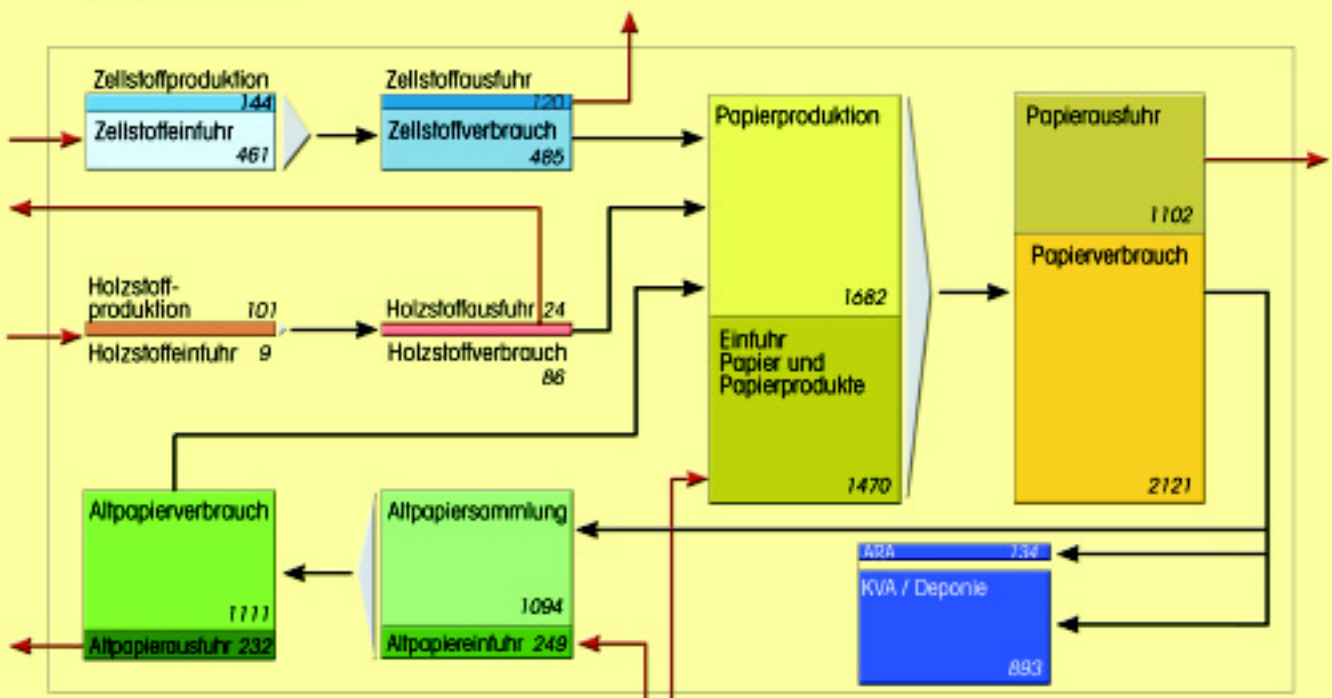 Zellstoffproduktion
144
Zellstoffeinfuhr
461
Zellstoffausfuhr
120
Zellstoffverbrauch
485
Holzstoff-
produktion 101
Holzstoffeinfuhr 9
Holzstoffausfuhr 24
Holzstoffverbrauch
86
Papierproduktion
1682
Einfuhr
Papier und
Papierprodukte
1470
Papierausfuhr
1102
Papierverbrauch
2121
Altpapierverbrauch
1111
Altpapierausfuhr 232
Altpapiersammlung
1094
Altpapiereinfuhr 249
ARA 134
KVA / Deponie
893